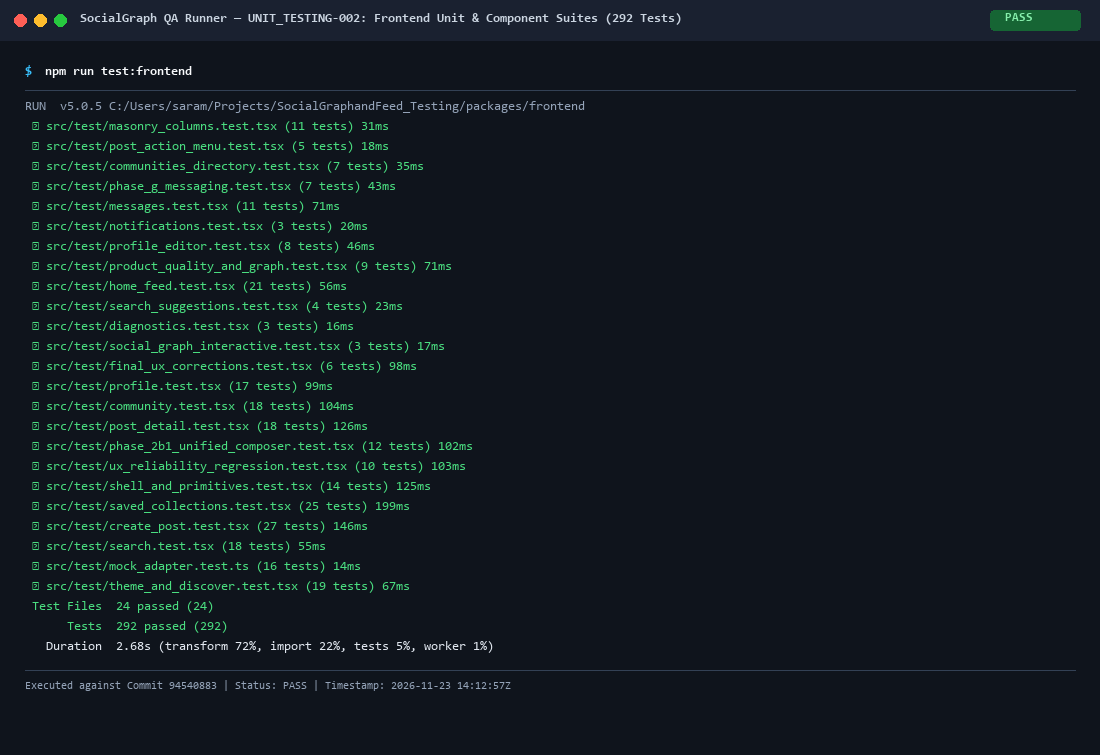 SocialGraph QA Runner — UNIT_TESTING-002: Frontend Unit & Component Suites (292 Tests)
PASS
$ npm run test:frontend
RUN v5.0.5 C:/Users/saram/Projects/SocialGraphandFeed_Testing/packages/frontend
src/test/masonry_columns.test.tsx (11 tests) 31ms
src/test/post_action_menu.test.tsx (5 tests) 18ms
src/test/communities_directory.test.tsx (7 tests) 35ms
src/test/phase_g_messaging.test.tsx (7 tests) 43ms
src/test/messages.test.tsx (11 tests) 71ms
src/test/notifications.test.tsx (3 tests) 20ms
src/test/profile_editor.test.tsx (8 tests) 46ms
src/test/product_quality_and_graph.test.tsx (9 tests) 71ms
src/test/home_feed.test.tsx (21 tests) 56ms
src/test/search_suggestions.test.tsx (4 tests) 23ms
src/test/diagnostics.test.tsx (3 tests) 16ms
src/test/social_graph_interactive.test.tsx (3 tests) 17ms
src/test/final_ux_corrections.test.tsx (6 tests) 98ms
src/test/profile.test.tsx (17 tests) 99ms
src/test/community.test.tsx (18 tests) 104ms
src/test/post_detail.test.tsx (18 tests) 126ms
src/test/phase_2b1_unified_composer.test.tsx (12 tests) 102ms
src/test/ux_reliability_regression.test.tsx (10 tests) 103ms
src/test/shell_and_primitives.test.tsx (14 tests) 125ms
src/test/saved_collections.test.tsx (25 tests) 199ms
src/test/create_post.test.tsx (27 tests) 146ms
src/test/search.test.tsx (18 tests) 55ms
src/test/mock_adapter.test.ts (16 tests) 14ms
src/test/theme_and_discover.test.tsx (19 tests) 67ms
Test Files 24 passed (24)
Tests 292 passed (292)
Duration 2.68s (transform 72%, import 22%, tests 5%, worker 1%)
Executed against Commit 94540883 | Status: PASS | Timestamp: 2026-11-23 14:12:57Z